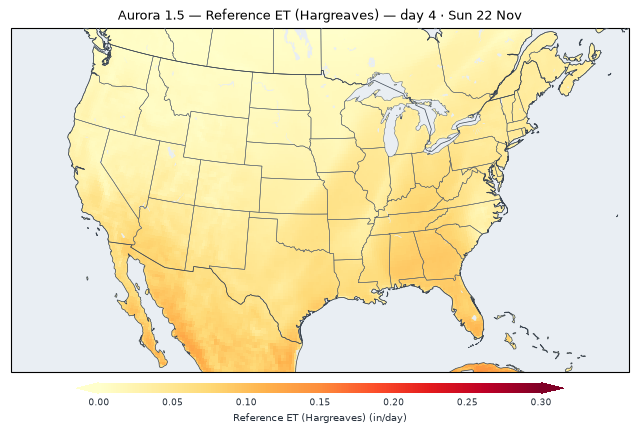 Aurora 1.5 — Reference ET (Hargreaves) — day 4 · Sun 22 Nov
0.00 0.05 0.10 0.15 0.20 0.25 0.30
Reference ET (Hargreaves) (in/day)